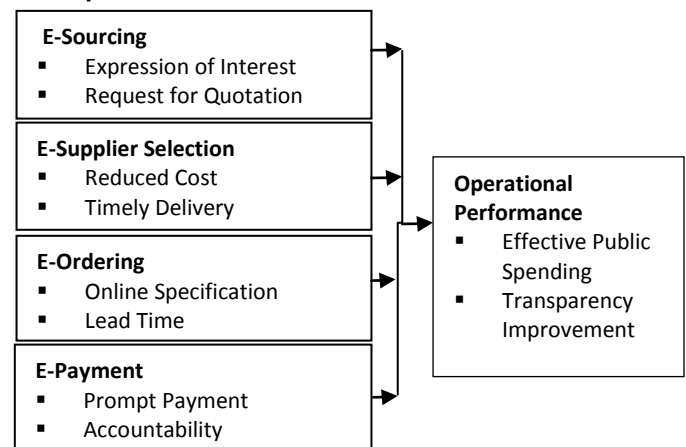 E-Sourcing
▪ Expression of Interest
▪ Request for Quotation
E-Supplier Selection
▪ Reduced Cost
▪ Timely Delivery
E-Ordering
▪ Online Specification
▪ Lead Time
E-Payment
▪ Prompt Payment
▪ Accountability
Operational
Performance
▪ Effective Public
Spending
▪ Transparency
Improvement